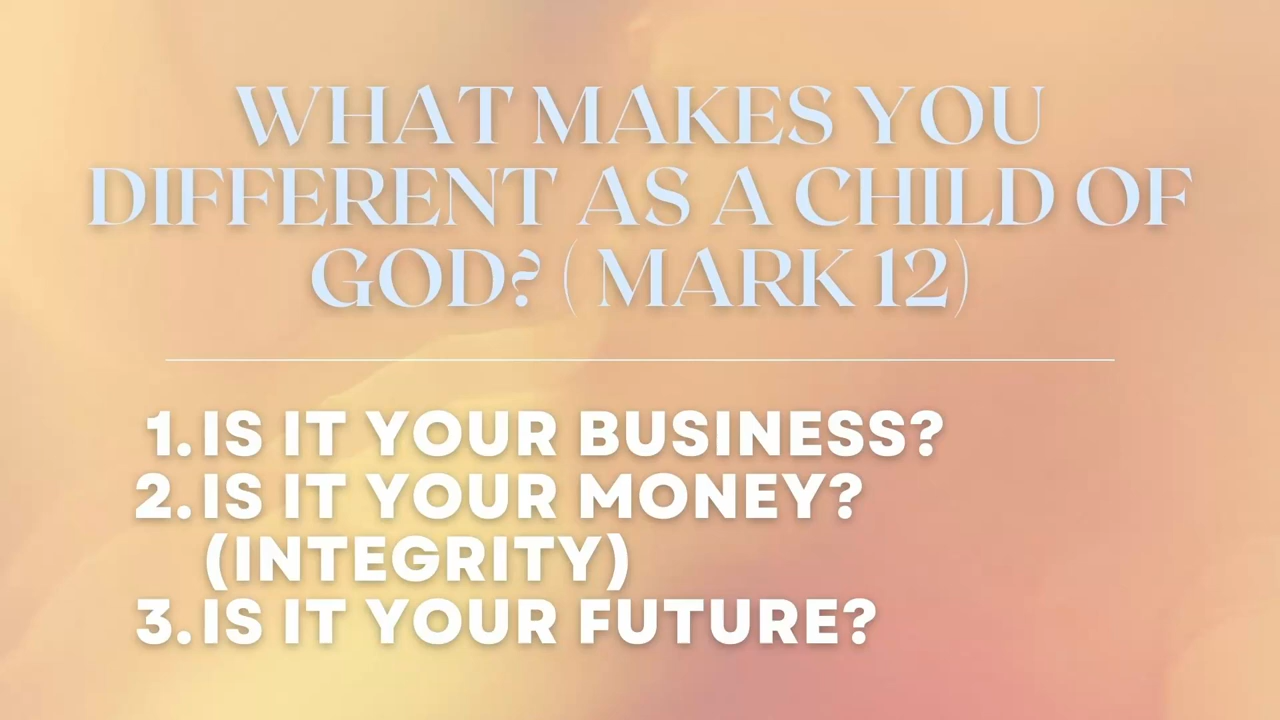 WHAT MAKES YOU
DIFFERENT AS A CHILD OF
GOD? ( MARK 12)
1. IS IT YOUR BUSINESS?
2. IS IT YOUR MONEY?
(INTEGRITY)
3. IS IT YOUR FUTURE?